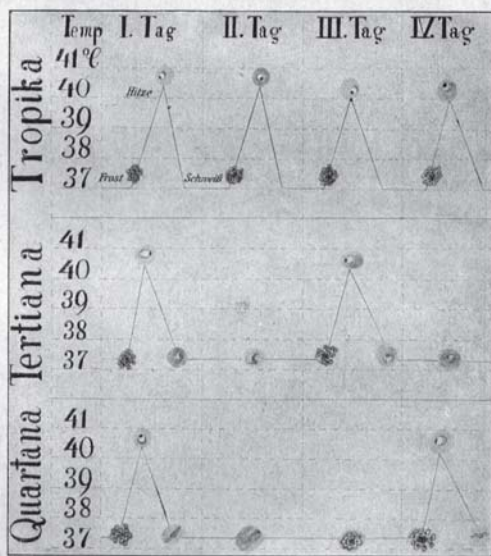 Temp I. Tag II. Tag III. Tag IV Tag
Tropika
41°C
40
Hitze
39
38
37
Frost Schweiß
Tertiana
41
40
39
38
37
Quartana
41
40
39
38
37